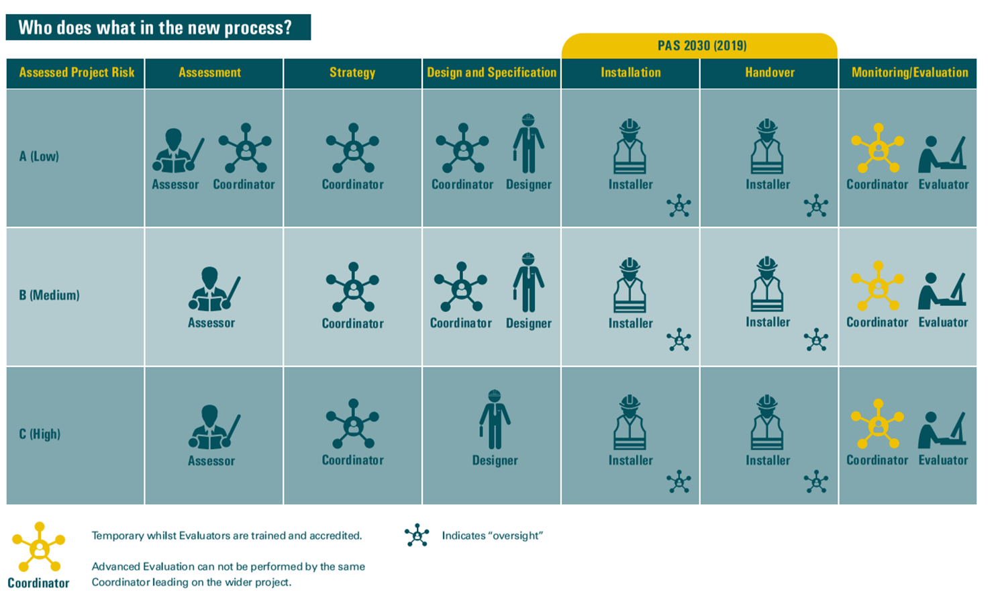 Who does what in the new process?
PAS 2030 (2019)
Assessed Project Risk
Assessment
Strategy
Design and Specification
Installation
Handover
Monitoring/Evaluation
A (Low)
Assessor
Coordinator
Coordinator
Coordinator
Designer
Installer
Installer
Coordinator
Evaluator
B (Medium)
Assessor
Coordinator
Coordinator
Designer
Installer
Installer
Coordinator
Evaluator
C (High)
Assessor
Coordinator
Designer
Installer
Installer
Coordinator
Evaluator
Coordinator
Temporary whilst Evaluators are trained and accredited.
Advanced Evaluation can not be performed by the same
Coordinator leading on the wider project.
Indicates “oversight”